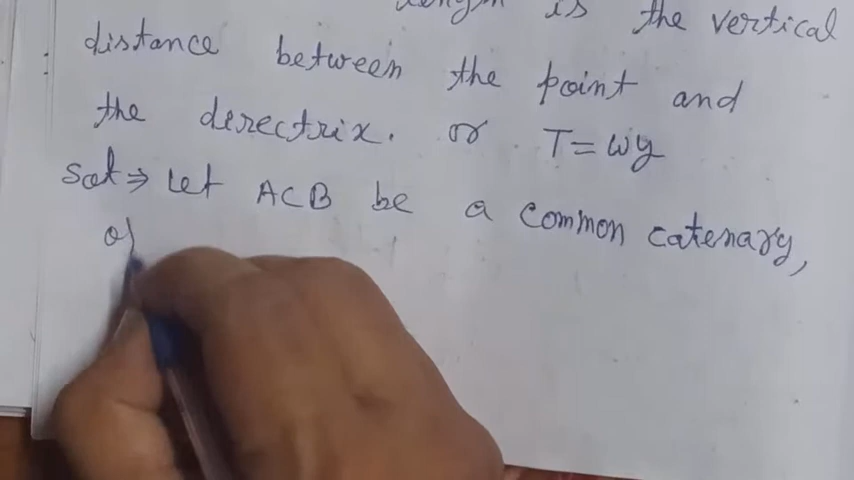 length is the vertical
distance between the point and
the derectrix. or T=wy
Sol⇒ Let ACB be a common catenary,
of